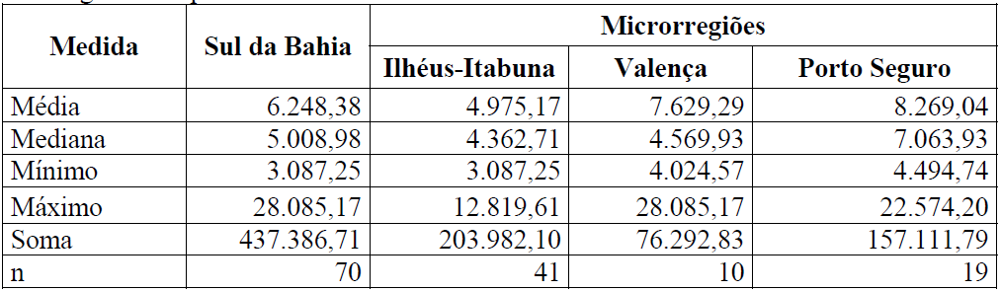 Medida Sul da Bahia Microrregiões
Ilhéus-Itabuna Valença Porto Seguro
Média 6.248,38 4.975,17 7.629,29 8.269,04
Mediana 5.008,98 4.362,71 4.569,93 7.063,93
Mínimo 3.087,25 3.087,25 4.024,57 4.494,74
Máximo 28.085,17 12.819,61 28.085,17 22.574,20
Soma 437.386,71 203.982,10 76.292,83 157.111,79
n 70 41 10 19